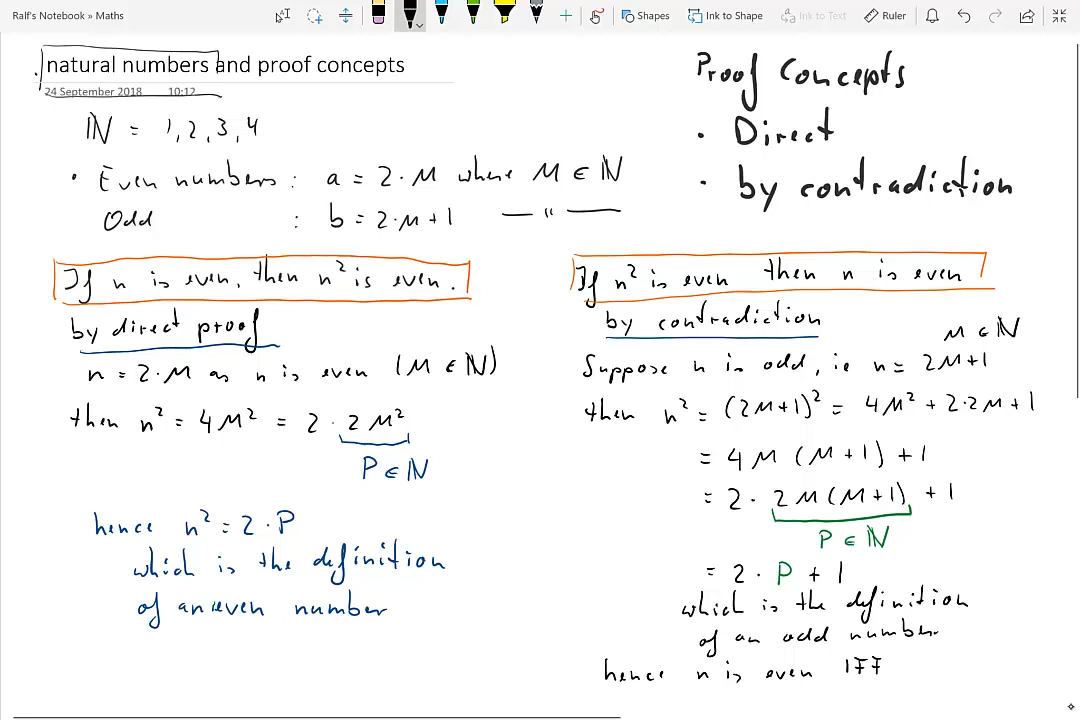 Ralf's Notebook » Maths
Shapes
Ink to Shape
Ink to Text
Ruler
natural numbers and proof concepts
24 September 2018 10:12
ℕ = 1, 2, 3, 4
• Even numbers : a = 2·M where M ∈ ℕ
Odd : b = 2·M+1 — " —
If n is even, then n² is even.
by direct proof
n = 2·M as n is even (M ∈ ℕ)
then n² = 4M² = 2 · 2M²
P ∈ ℕ
hence n² = 2·P
which is the definition
of an even number
Proof Concepts
• Direct
• by contradiction
If n² is even then n is even
by contradiction
M ∈ ℕ
Suppose n is odd, ie n = 2M+1
then n² = (2M+1)² = 4M² + 2·2M + 1
= 4M (M+1) + 1
= 2 · 2M(M+1) + 1
P ∈ ℕ
= 2 · P + 1
which is the definition
of an odd number
hence n is even IFF